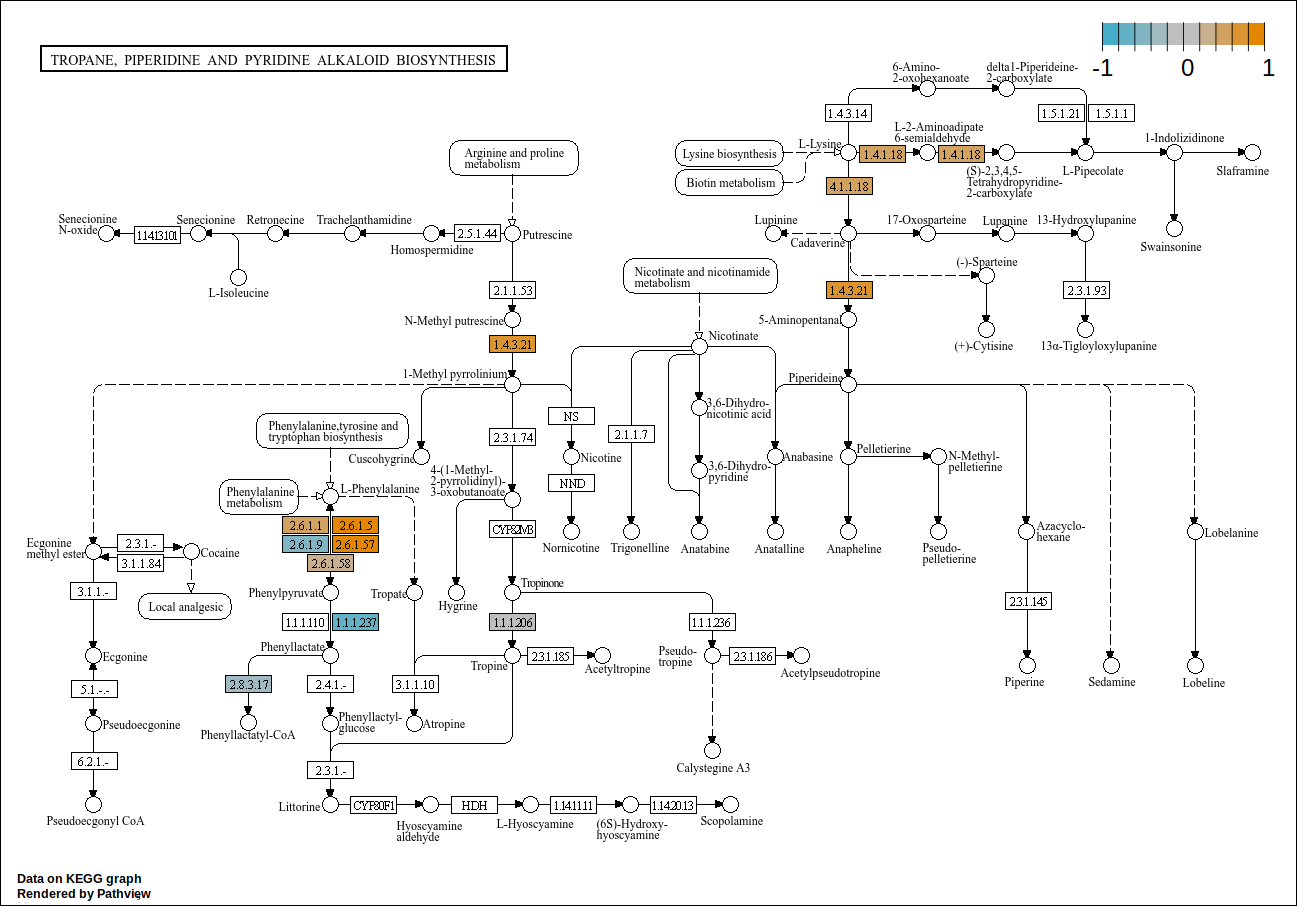 TROPANE, PIPERIDINE AND PYRIDINE ALKALOID BIOSYNTHESIS
-1
0
1
6-Amino-
2-oxohexanoate
delta1-Piperideine-
2-carboxylate
1.4.3.14
1.5.1.21
1.5.1.1
L-2-Aminoadipate
6-semialdehyde
1-Indolizidinone
Arginine and proline
metabolism
Lysine biosynthesis
L-Lysine
1.4.1.18
1.4.1.18
Biotin metabolism
4.1.1.18
(S)-2,3,4,5-
Tetrahydropyridine-
2-carboxylate
L-Pipecolate
Slaframine
Senecionine
N-oxide
Senecionine
Retronecine
Trachelanthamidine
11413101
2.5.1.44
Putrescine
Homospermidine
Lupinine
Cadaverine
17-Oxosparteine
Lupanine
13-Hydroxylupanine
Swainsonine
L-Isoleucine
Nicotinate and nicotinamide
metabolism
(-)-Sparteine
2.1.1.53
1.4.3.21
2.3.1.93
N-Methyl putrescine
5-Aminopentanal
Nicotinate
1.4.3.21
(+)-Cytisine
13α-Tigloyloxylupanine
1-Methyl pyrrolinium
Piperideine
3,6-Dihydro-
nicotinic acid
NS
Phenylalanine,tyrosine and
tryptophan biosynthesis
2.3.1.74
2.1.1.7
Cuscohygrine
Nicotine
3,6-Dihydro-
pyridine
Anabasine
Pelletierine
N-Methyl-
pelletierine
4-(1-Methyl-
2-pyrrolidinyl)-
3-oxobutanoate
NND
Phenylalanine
metabolism
L-Phenylalanine
2.6.1.1
2.6.1.5
2.6.1.9
2.6.1.57
2.6.1.58
CYP82M3
Nornicotine
Trigonelline
Anatabine
Anatalline
Anapheline
Pseudo-
pelletierine
Azacyclo-
hexane
Lobelanine
Ecgonine
methyl ester
2.3.1.-
3.1.1.84
Cocaine
3.1.1.-
Local analgesic
Phenylpyruvate
Tropate
Hygrine
Tropinone
2.3.1.145
1.1.1.110
1.1.1.237
1.1.1.206
1.1.1.236
Phenyllactate
Ecgonine
Tropine
2.3.1.185
Acetyltropine
Pseudo-
tropine
2.3.1.186
Acetylpseudotropine
Piperine
Sedamine
Lobeline
5.1.-.-
2.8.3.17
2.4.1.-
3.1.1.10
Pseudoecgonine
Phenyllactatyl-CoA
Phenyllactyl-
glucose
Atropine
6.2.1.-
2.3.1.-
Calystegine A3
Pseudoecgonyl CoA
Littorine
CYP80F1
Hyoscyamine
aldehyde
HDH
L-Hyoscyamine
1.14.11.11
(6S)-Hydroxy-
hyoscyamine
1.14.20.13
Scopolamine
Data on KEGG graph
Rendered by Pathview